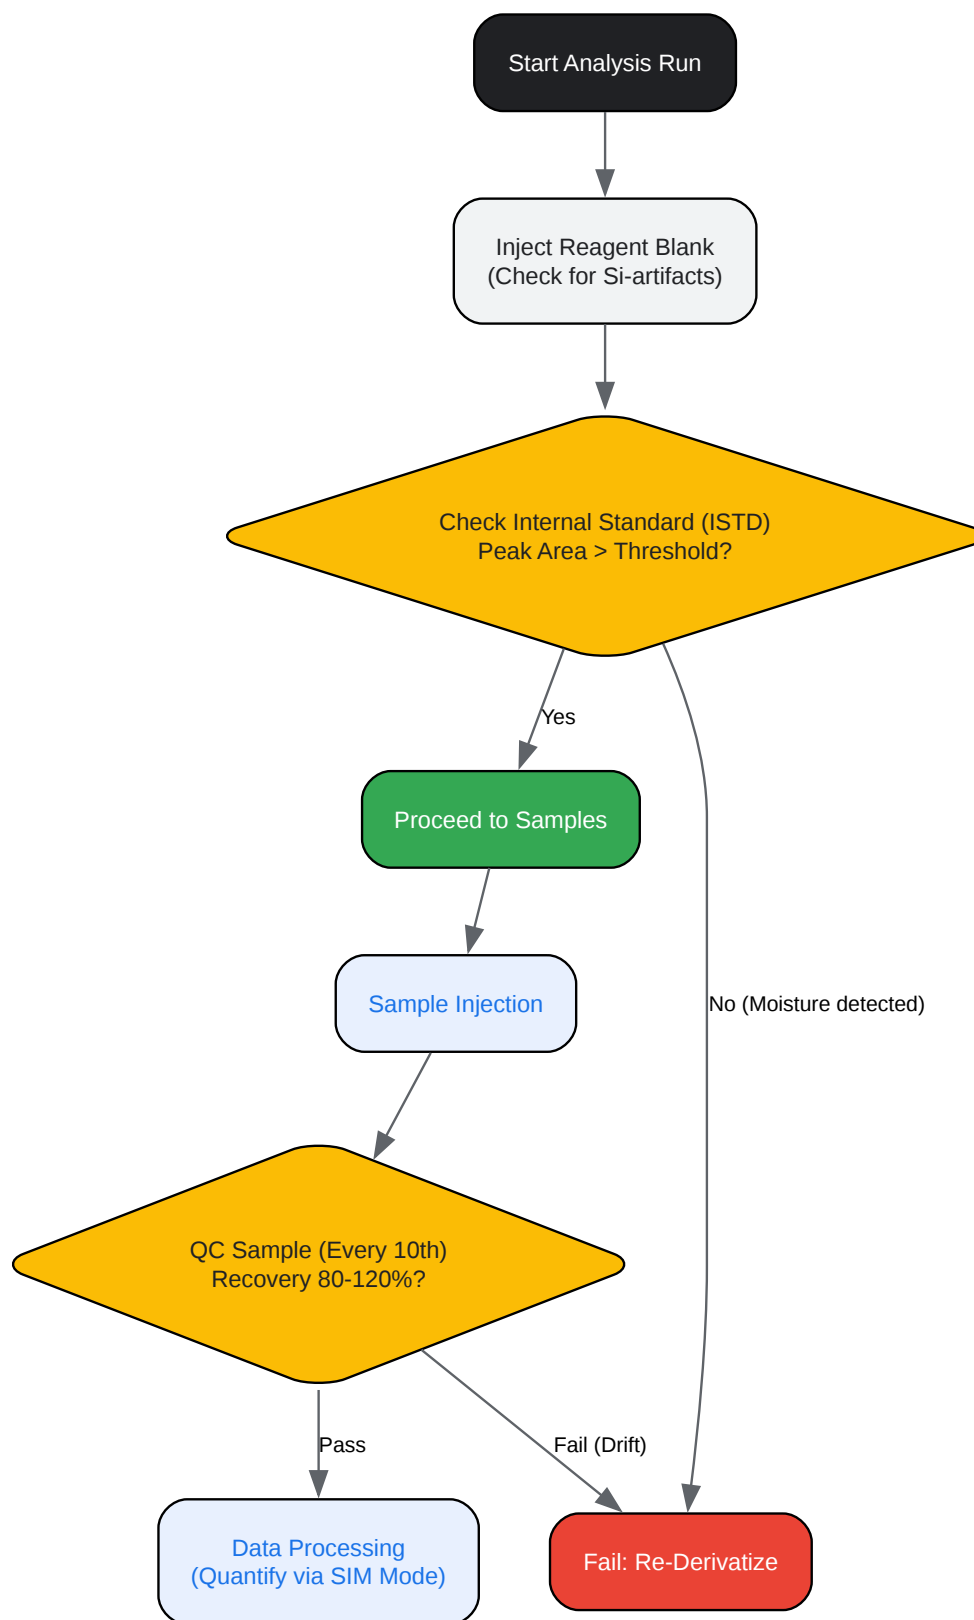 Start Analysis Run
Inject Reagent Blank
(Check for Si-artifacts)
Check Internal Standard (ISTD)
Peak Area > Threshold?
Yes
Proceed to Samples
Sample Injection
No (Moisture detected)
QC Sample (Every 10th)
Recovery 80-120%?
Pass
Fail (Drift)
Data Processing
(Quantify via SIM Mode)
Fail: Re-Derivatize